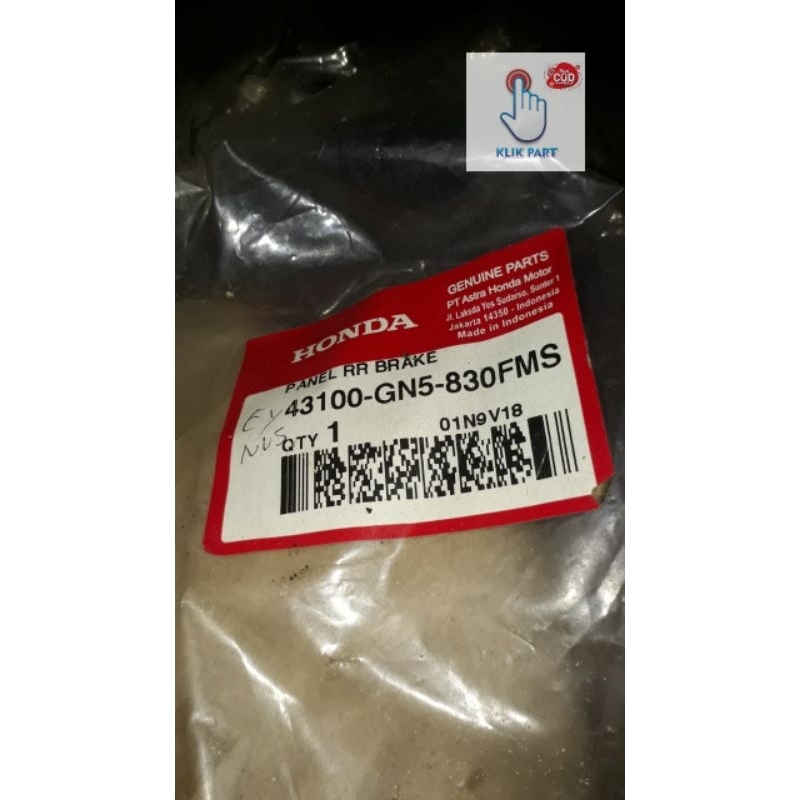 CUD
KLIK PART
GENUINE PARTS
PT Astra Honda Motor
Jl. Laksda Yos Sudarso, Sunter 1
Jakarta 14350 - Indonesia
Made in Indonesia
HONDA
PANEL RR BRAKE
43100-GN5-830FMS
QTY 1
01N9V18